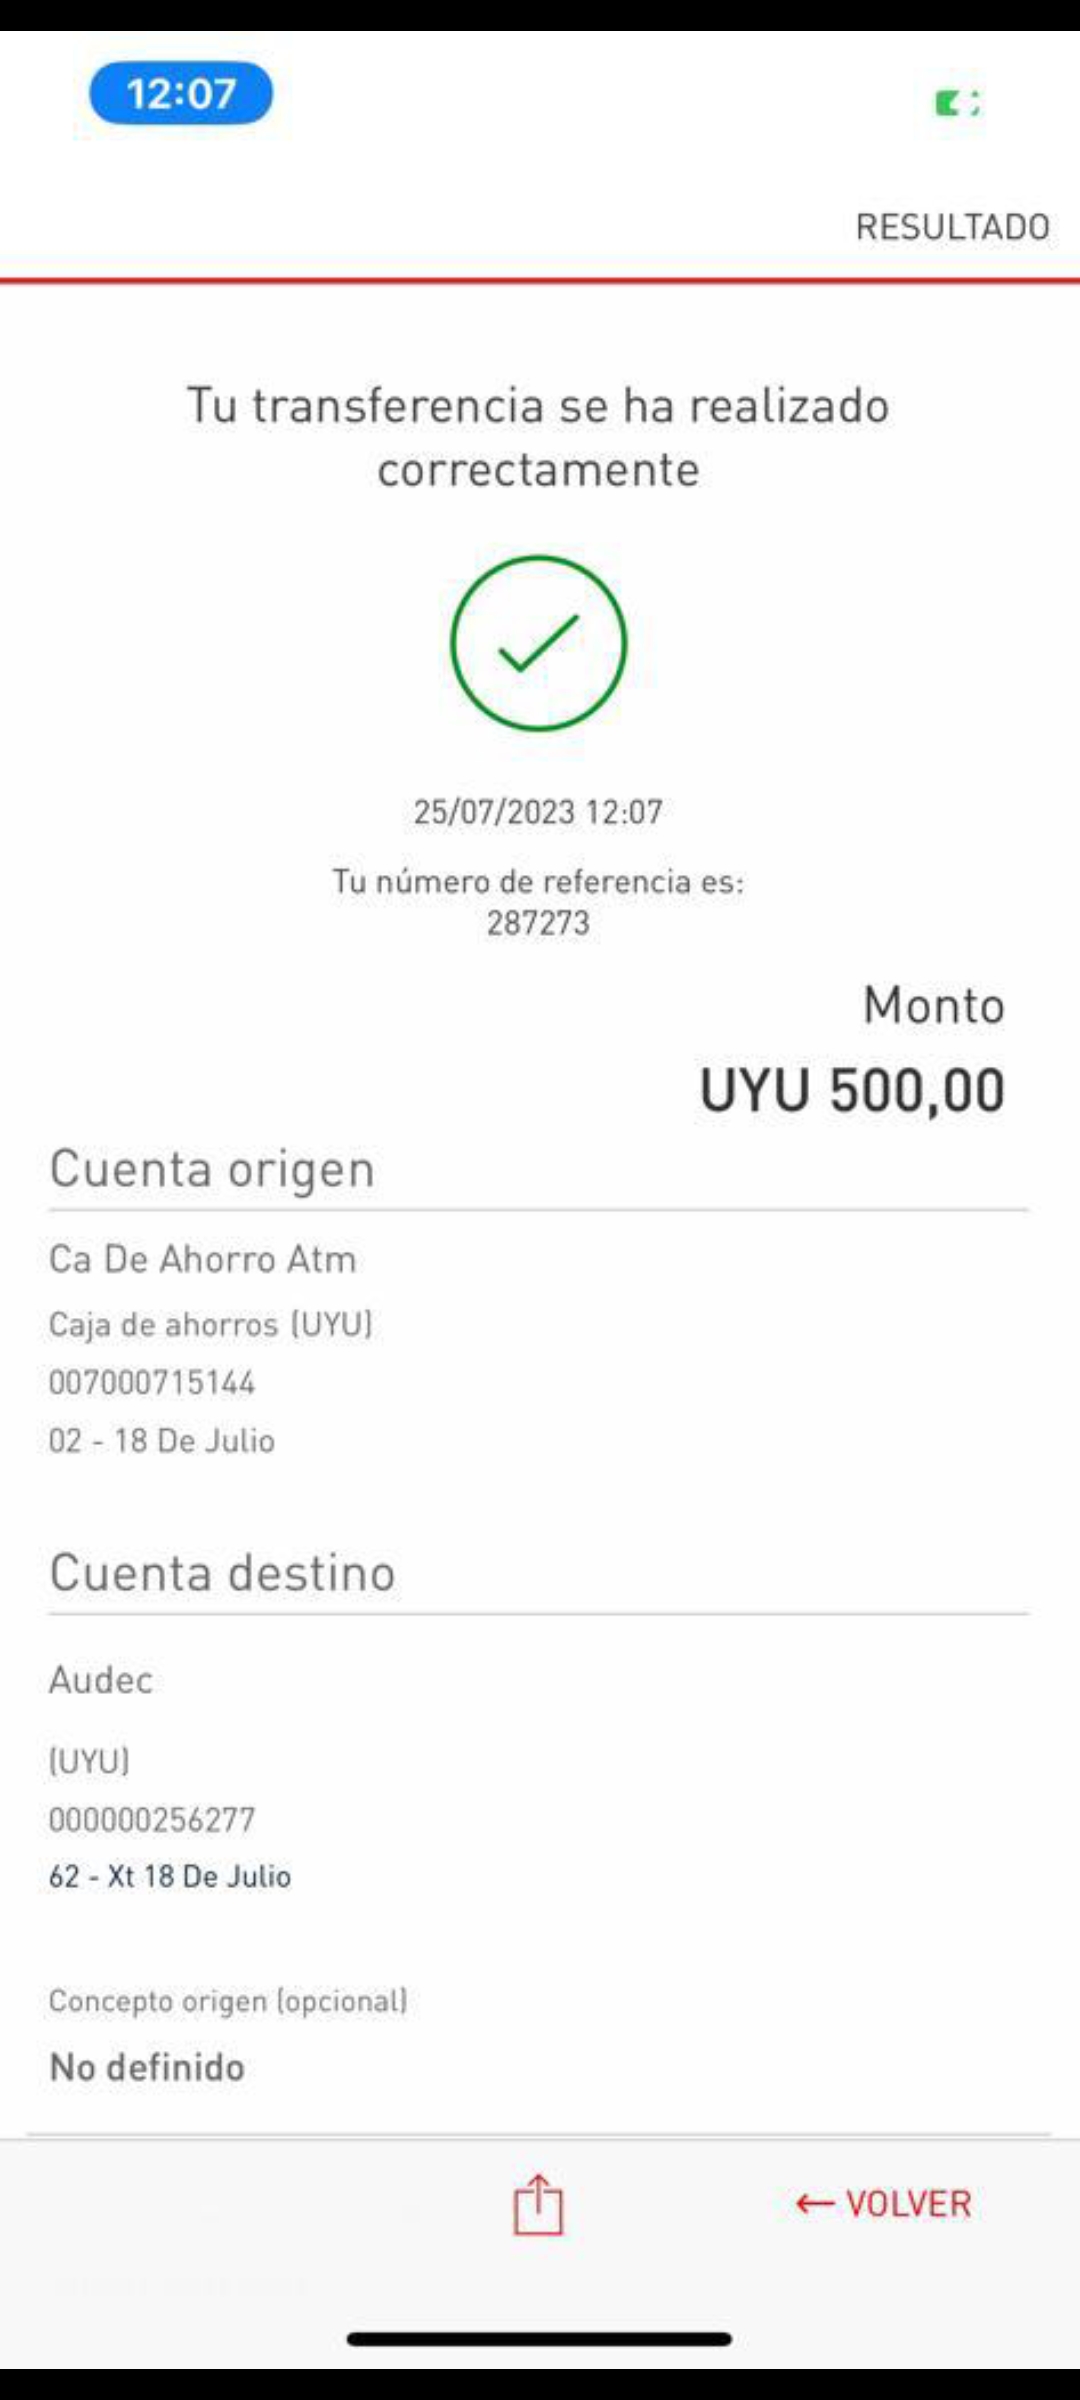 12:07
RESULTADO
Tu transferencia se ha realizado
correctamente
25/07/2023 12:07
Tu número de referencia es:
287273
Monto
UYU 500,00
Cuenta origen
Ca De Ahorro Atm
Caja de ahorros (UYU)
007000715144
02 - 18 De Julio
Cuenta destino
Audec
(UYU)
000000256277
62 - Xt 18 De Julio
Concepto origen (opcional)
No definido
← VOLVER